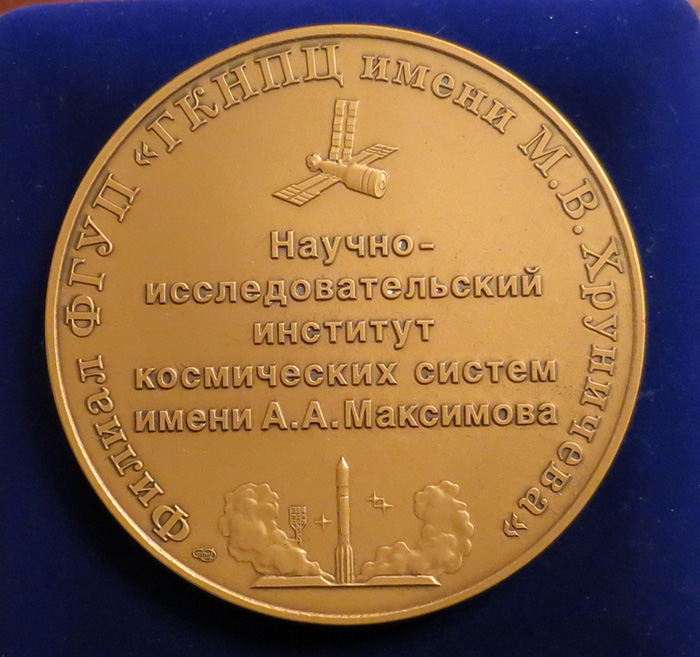 Филиал ФГУП «ГКНПЦ имени М.В.Хруничева»
Научно-
исследовательский
институт
космических систем
имени А.А.Максимова